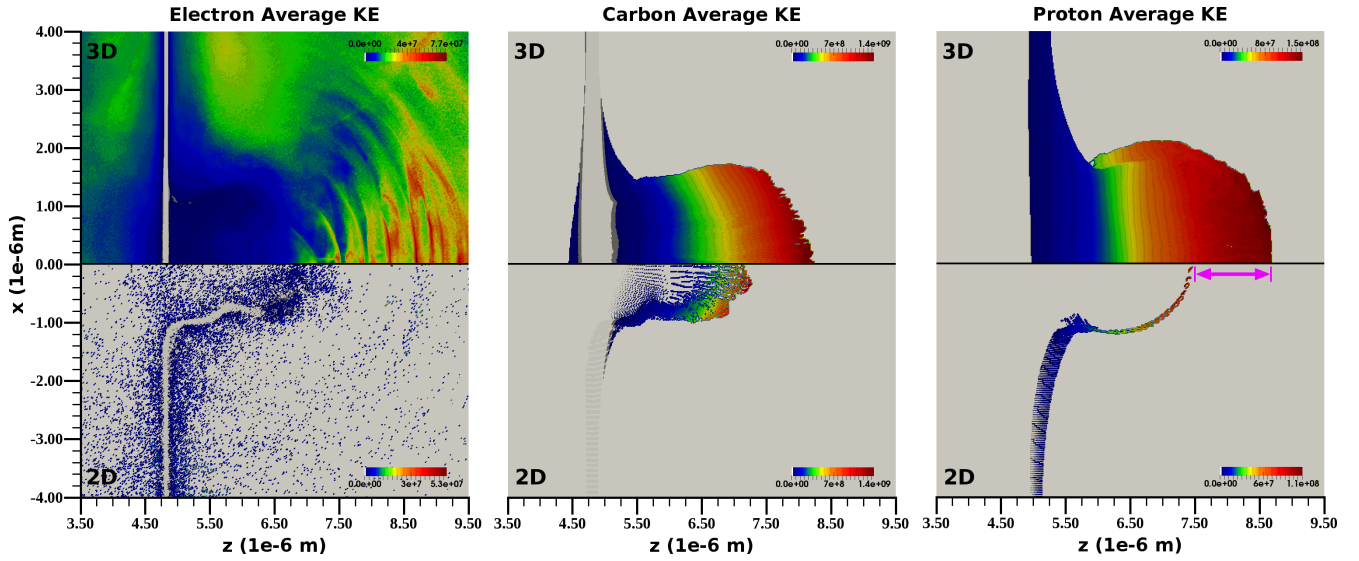 Electron Average KE
Carbon Average KE
Proton Average KE
3D
0.0e+00 4e+7 7.7e+07
3D
0.0e+00 7e+8 1.4e+09
3D
0.0e+00 8e+7 1.5e+08
4.00
3.00
2.00
1.00
0.00
-1.00
-2.00
-3.00
-4.00
x (1e-6m)
2D
0.0e+00 3e+7 5.3e+07
2D
0.0e+00 7e+8 1.4e+09
2D
0.0e+00 6e+7 1.1e+08
3.50 4.50 5.50 6.50 7.50 8.50 9.50
3.50 4.50 5.50 6.50 7.50 8.50
3.50 4.50 5.50 6.50 7.50 8.50 9.50
z (1e-6 m)
z (1e-6 m)
z (1e-6 m)